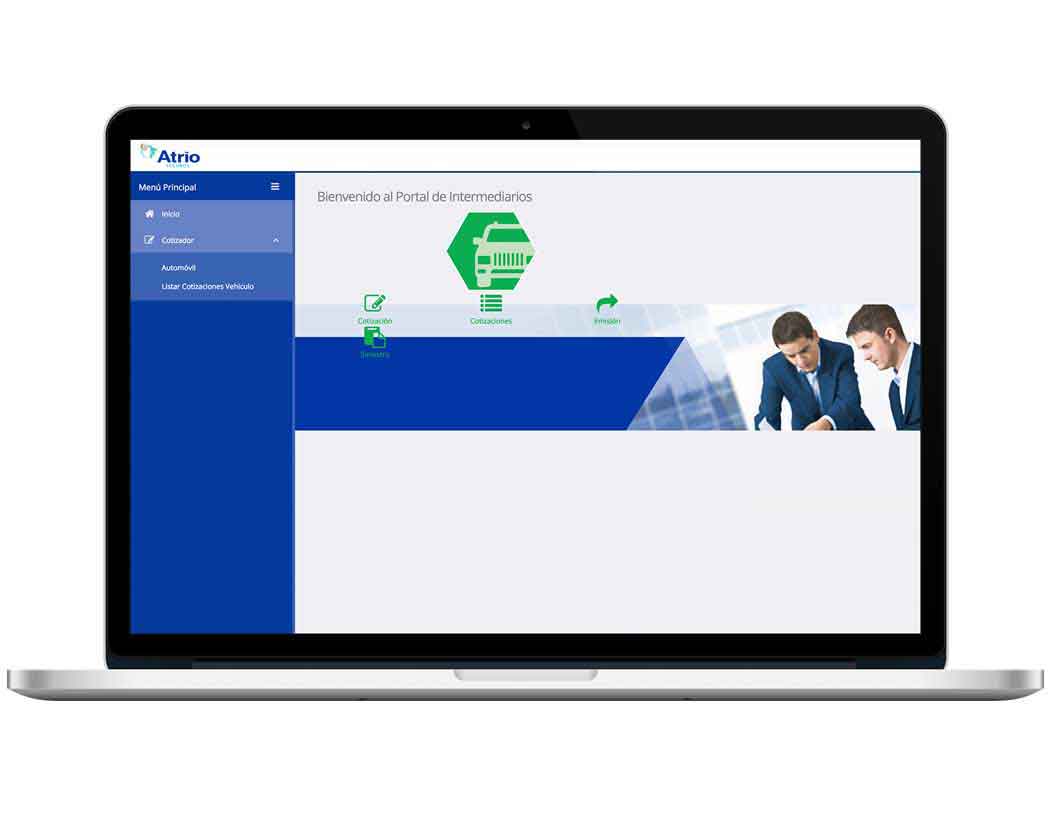 Atrio
SEGUROS
Menú Principal
Bienvenido al Portal de Intermediarios
Inicio
Cotizador
Automóvil
Listar Cotizaciones Vehículo
Cotización
Cotizaciones
Emisión
Siniestro